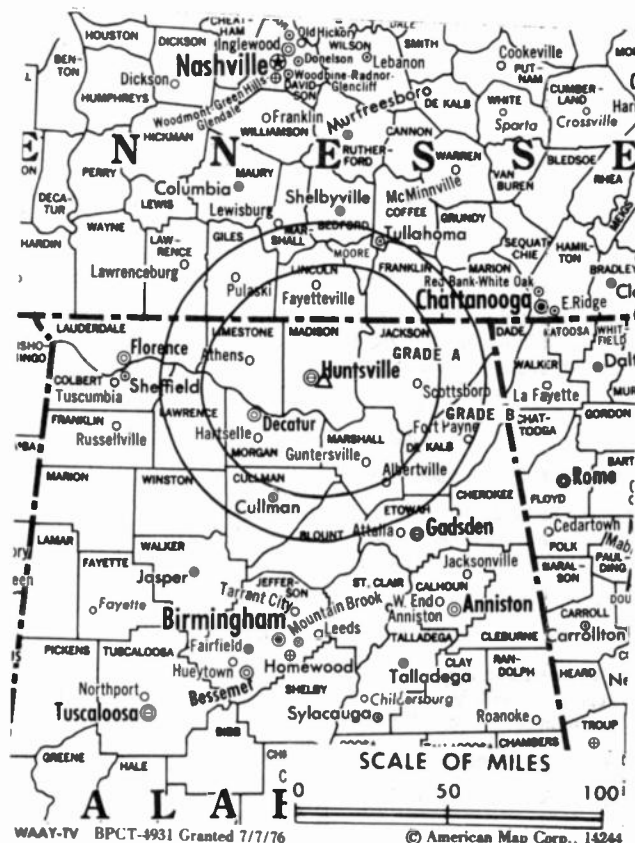 CHEAT-
HAM
Old Hickory
DALE
HOUSTON
DICKSON
Inglewood
WILSON
SMITH
BEN-
TON
Nashville
Donelson
Lebanon
Cookeville
PUT-
NAM
Dickson
DAVID-
SON
Woodbine-Radnor-
Glencliff
HUMPHREYS
Woodmont-Green Hills-
Glendale
Murfreesboro
DE KALB
WHITE
CUMBER-
LAND
Franklin
WILLIAMSON
CANNON
Sparta
Crossville
HICKMAN
E N N E S S E
RUTHER-
FORD
WARREN
BLEDSOE
PERRY
MAURY
VAN
BUREN
RHEA
DECA-
TUR
LEWIS
Columbia
Shelbyville
McMinnville
COFFEE
Lewisburg
GRUNDY
MEIGS
WAYNE
LAW-
RENCE
GILES
MAR-
SHALL
BEDFORD
Tullahoma
SEQUAT-
CHIE
HAMIL-
TON
HARDIN
MOORE
FRANKLIN
MARION
BRADLEY
Lawrenceburg
Pulaski
LINCOLN
Fayetteville
Red Bank-White Oak
Chattanooga
E. Ridge
LAUDERDALE
LIMESTONE
MADISON
JACKSON
DADE
CATOOSA
WHIT-
FIELD
Florence
Athens
GRADE A
WALKER
COLBERT
Tuscumbia
Sheffield
Huntsville
Scottsboro
La Fayette
FRANKLIN
LAWRENCE
Decatur
GRADE B
CHAT-
TOOGA
GORDON
Russellville
Hartselle
MORGAN
MARSHALL
Guntersville
Fort Payne
DE KALB
MARION
WINSTON
CULLMAN
Albertville
BART
Cullman
CHEROKEE
FLOYD
Rome
ETOWAH
LAMAR
BLOUNT
Attalla
Gadsden
Cedartown
WALKER
POLK
PAUL-
DING
FAYETTE
Jasper
Jacksonville
HARAL-
SON
JEFFER-
SON
ST. CLAIR
CALHOUN
Fayette
Tarrant City
Mountain Brook
W. End
Anniston
Anniston
CARROLL
Birmingham
Leeds
Carrollton
PICKENS
TUSCALOOSA
Fairfield
TALLADEGA
CLEBURNE
Hueytown
Homewood
CLAY
RAN-
DOLPH
HEARD
Bessemer
Talladega
Northport
SHELBY
Childersburg
Tuscaloosa
Sylacauga
Roanoke
TROUP
BIBB
GREENE
HALE
CHAMBERS
A L A
SCALE OF MILES
0 50 100
WAAY-TV BPCT-4931 Granted 7/7/76
© American Map Corp., 14244